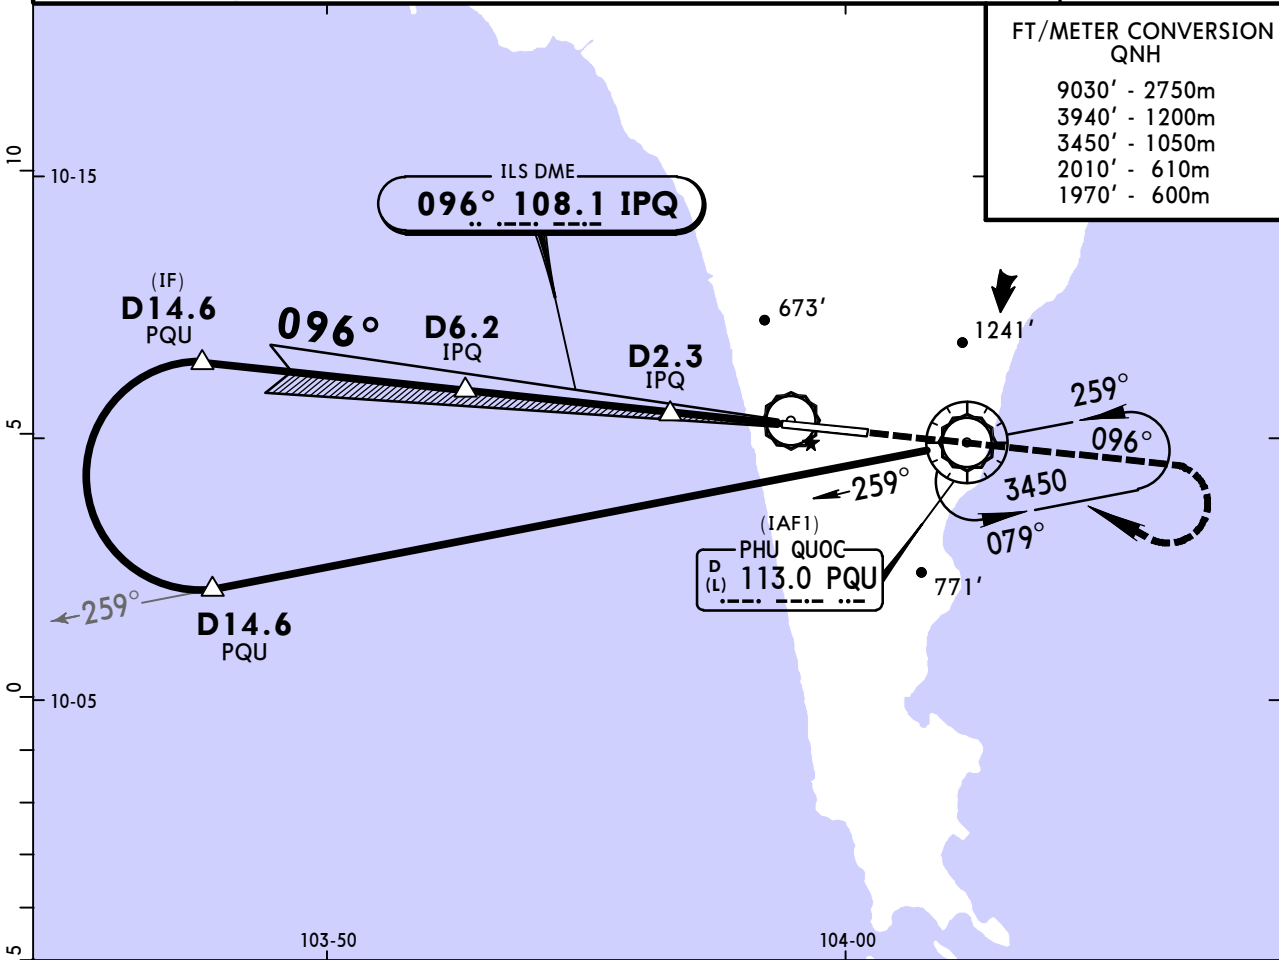 FT/METER CONVERSION
QNH
9030' - 2750m
3940' - 1200m
3450' - 1050m
2010' - 610m
1970' - 600m
10
10-15
ILS DME
096° 108.1 IPQ
(IF)
D14.6
PQU
096°
D6.2
IPQ
D2.3
IPQ
673'
1241'
259°
096°
5
259°
3450
079°
(IAF1)
PHU QUOC
D
(L) 113.0 PQU
771'
259°
D14.6
PQU
0
10-05
103-50
104-00
5